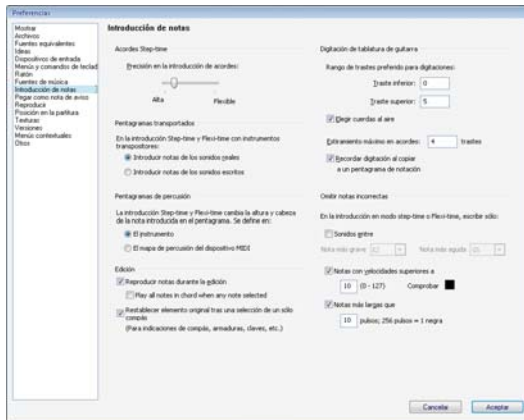 Preferencias
Mostrar
Archivos
Fuentes equivalentes
Ideas
Dispositivos de entrada
Menús y comandos de teclad
Ratón
Fuentes de música
Introducción de notas
Pegar como nota de aviso
Reproducir
Posición en la partitura
Texturas
Versiones
Menús contextuales
Otros
Introducción de notas
Acordes Step-time
Precisión en la introducción de acordes:
Alta
Flexible
Pentagramas transportados
En la introducción Step-time y Flexi-time con instrumentos
transpositores:
Introducir notas de los sonidos reales
Introducir notas de los sonidos escritos
Pentagramas de percusión
La introducción Step-time y Flexi-time cambia la altura y cabeza
de la nota introducida en el pentagrama. Se define en:
El instrumento
El mapa de percusión del dispositivo MIDI
Edición
Reproducir notas durante la edición
Play all notes in chord when any note selected
Restablecer elemento original tras una selección de un sólo
compás
(Para indicaciones de compás, armaduras, claves, etc.)
Digitación de tablatura de guitarra
Rango de trastes preferido para digitaciones:
Traste inferior: 0
Traste superior: 5
Elegir cuerdas al aire
Estiramiento máximo en acordes: 4 trastes
Recordar digitación al copiar
a un pentagrama de notación
Omitir notas incorrectas
En la introducción en modo step-time o Flexi-time, escribir sólo:
Sonidos entre
Nota más grave
Nota más aguda
Notas con velocidades superiores a
10 (0 - 127) Comprobar
Notas más largas que
10 pulsos; 256 pulsos = 1 negra
Cancelar
Aceptar